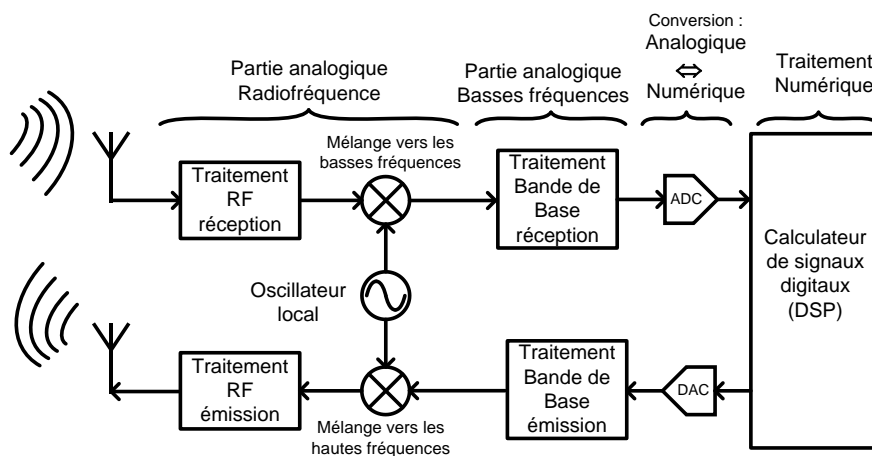 Conversion :
Analogique
⇔
Numérique
Partie analogique
Radiofréquence
Partie analogique
Basses fréquences
Traitement
Numérique
Mélange vers les
basses fréquences
Traitement
RF
réception
Traitement
Bande de
Base
réception
ADC
Calculateur
de signaux
digitaux
(DSP)
Oscillateur
local
Traitement
RF
émission
Mélange vers les
hautes fréquences
Traitement
Bande de
Base
émission
DAC